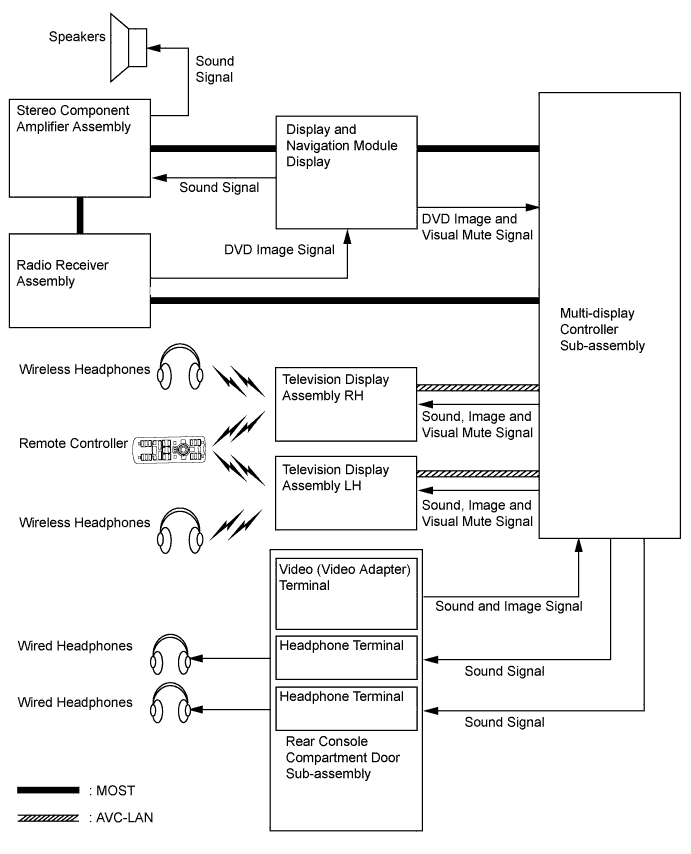 Speakers
Sound
Signal
Stereo Component
Amplifier Assembly
Display and
Navigation Module
Display
Sound Signal
DVD Image and
Visual Mute Signal
DVD Image Signal
Radio Receiver
Assembly
Multi-display
Controller
Sub-assembly
Wireless Headphones
Television Display
Assembly RH
Sound, Image and
Visual Mute Signal
Remote Controller
Television Display
Assembly LH
Sound, Image and
Visual Mute Signal
Wireless Headphones
Video (Video Adapter)
Terminal
Sound and Image Signal
Wired Headphones
Headphone Terminal
Sound Signal
Wired Headphones
Headphone Terminal
Sound Signal
Rear Console
Compartment Door
Sub-assembly
: MOST
: AVC-LAN